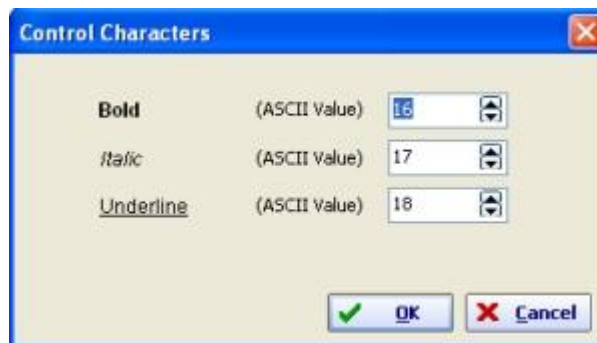 Control Characters
Bold (ASCII Value) 16
Italic (ASCII Value) 17
Underline (ASCII Value) 18
OK Cancel